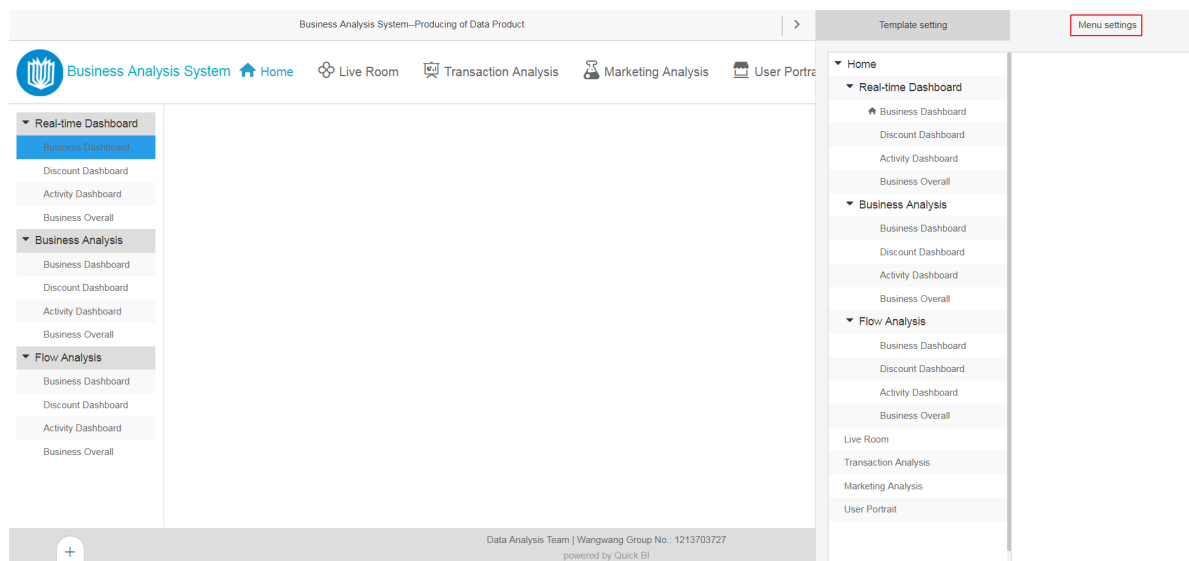 Business Analysis System--Producing of Data Product
Template setting
Menu settings
Business Analysis System
Home
Live Room
Transaction Analysis
Marketing Analysis
User Portra
Real-time Dashboard
Business Dashboard
Discount Dashboard
Activity Dashboard
Business Overall
Business Analysis
Business Dashboard
Discount Dashboard
Activity Dashboard
Business Overall
Flow Analysis
Business Dashboard
Discount Dashboard
Activity Dashboard
Business Overall
Home
Real-time Dashboard
Business Dashboard
Discount Dashboard
Activity Dashboard
Business Overall
Business Analysis
Business Dashboard
Discount Dashboard
Activity Dashboard
Business Overall
Flow Analysis
Business Dashboard
Discount Dashboard
Activity Dashboard
Business Overall
Live Room
Transaction Analysis
Marketing Analysis
User Portrait
Data Analysis Team | Wangwang Group No.: 1213703727
powered by Quick BI